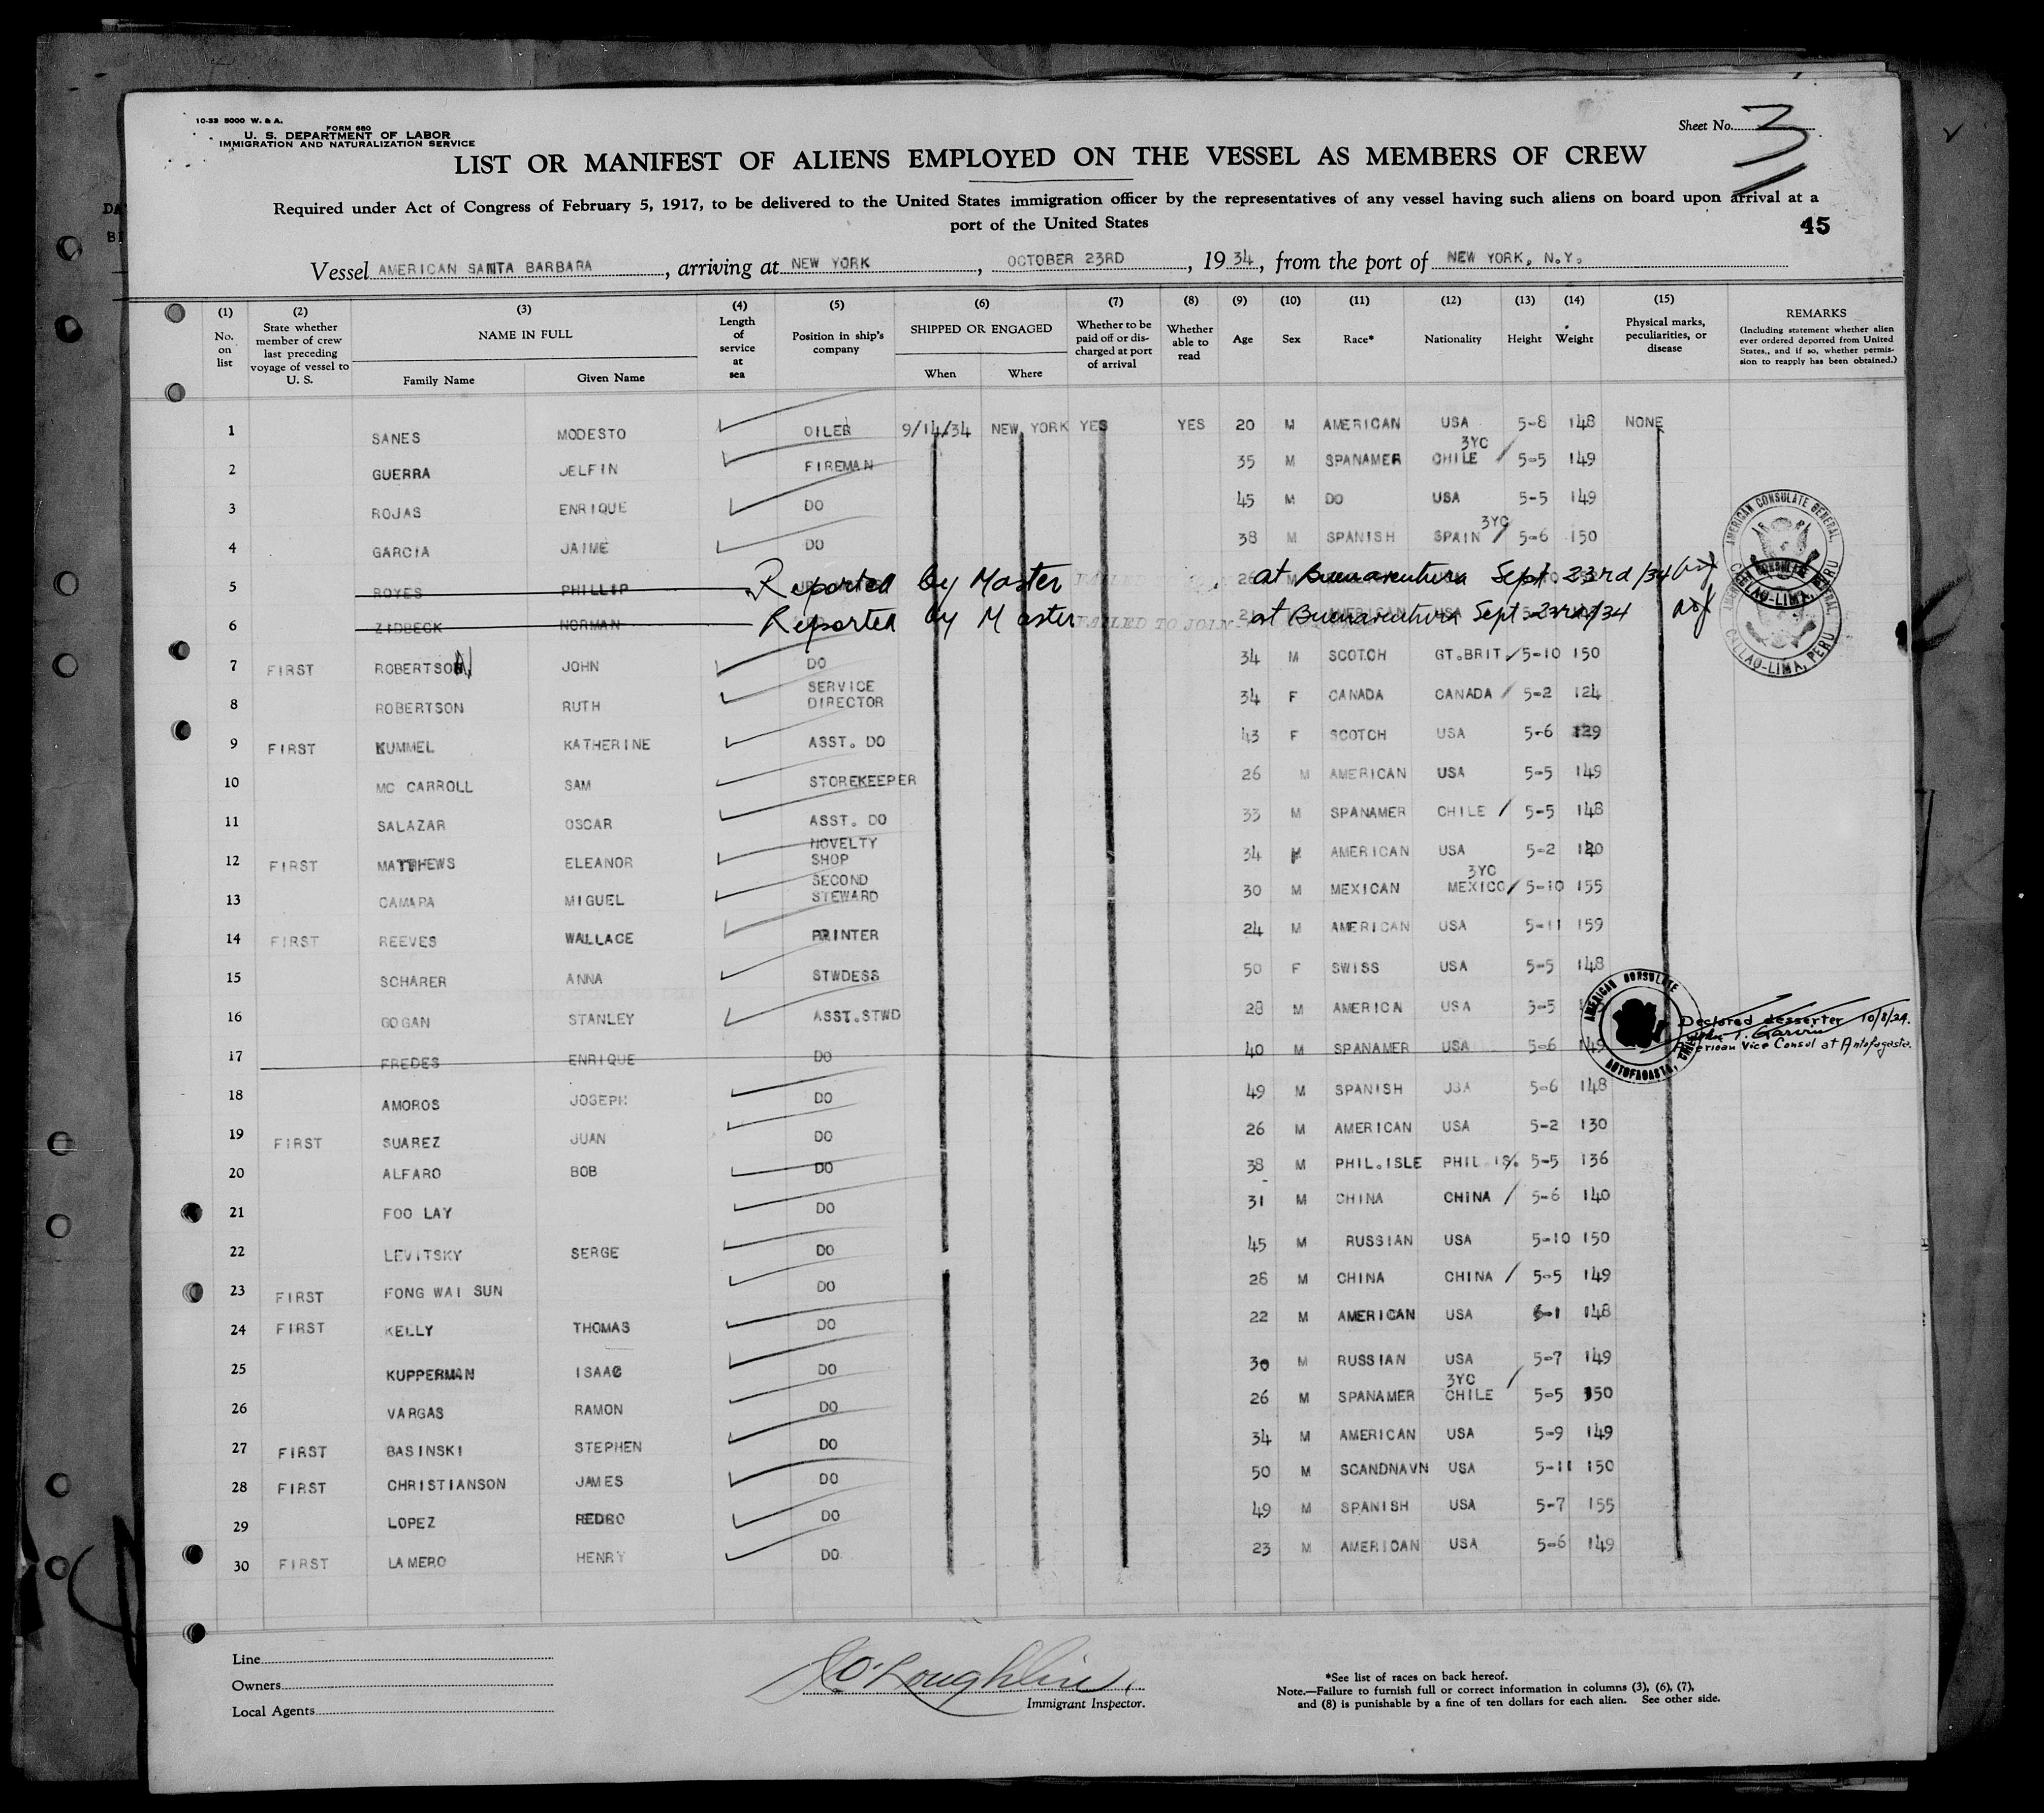 10-33 5000 W. & A.
FORM 680
U. S. DEPARTMENT OF LABOR
IMMIGRATION AND NATURALIZATION SERVICE
Sheet No. 3
LIST OR MANIFEST OF ALIENS EMPLOYED ON THE VESSEL AS MEMBERS OF CREW
Required under Act of Congress of February 5, 1917, to be delivered to the United States immigration officer by the representatives of any vessel having such aliens on board upon arrival at a
port of the United States
45
Vessel AMERICAN SANTA BARBARA, arriving at NEW YORK, OCTOBER 23RD, 1934, from the port of NEW YORK, N.Y.
(1) No. on list
(2) State whether member of crew last preceding voyage of vessel to U. S.
(3) NAME IN FULL Family Name Given Name
(4) Length of service at sea
(5) Position in ship's company
(6) SHIPPED OR ENGAGED When Where
(7) Whether to be paid off or discharged at port of arrival
(8) Whether able to read
(9) Age
(10) Sex
(11) Race*
(12) Nationality
(13) Height
(14) Weight
(15) Physical marks, peculiarities, or disease
REMARKS (Including statement whether alien ever ordered deported from United States, and if so, whether permission to reapply has been obtained.)
1 SANES MODESTO OILER 9/14/34 NEW YORK YES YES 20 M AMERICAN USA 5-8 148 NONE
2 GUERRA JELFIN FIREMAN 35 M SPANAMER 3YC CHILE 5-5 149
3 ROJAS ENRIQUE DO 45 M DO USA 5-5 149
4 GARCIA JAIME DO 38 M SPANISH 3YC SPAIN 5-6 150
5 ROYES PHILLIP Reported by Master at Buenaventura Sept 23rd/34
6 ZIDBECK NORMAN Reported by Master FAILED TO JOIN at Buenaventura Sept 23rd/34
7 FIRST ROBERTSON JOHN DO 34 M SCOTCH GT.BRIT. 5-10 150
8 ROBERTSON RUTH SERVICE DIRECTOR 34 F CANADA CANADA 5-2 124
9 FIRST KUMMEL KATHERINE ASST. DO 43 F SCOTCH USA 5-6 129
10 MC CARROLL SAM STOREKEEPER 26 M AMERICAN USA 5-5 149
11 SALAZAR OSCAR ASST. DO 33 M SPANAMER CHILE 5-5 148
12 FIRST MATTHEWS ELEANOR NOVELTY SHOP 34 F AMERICAN USA 5-2 120
13 CAMARA MIGUEL SECOND STEWARD 30 M MEXICAN 3YC MEXICO 5-10 155
14 FIRST REEVES WALLACE PRINTER 24 M AMERICAN USA 5-11 159
15 SCHARER ANNA STWDESS 50 F SWISS USA 5-5 148
16 GOGAN STANLEY ASST.STWD 28 M AMERICA USA 5-5
17 FREDES ENRIQUE DO 40 M SPANAMER USA 5-6 149
Declared desserter 10/8/34.
American Vice Consul at Antofagasta.
18 AMOROS JOSEPH DO 49 M SPANISH USA 5-6 148
19 FIRST SUAREZ JUAN DO 26 M AMERICAN USA 5-2 130
20 ALFARO BOB DO 38 M PHIL.ISLE PHIL.IS. 5-5 136
21 FOO LAY DO 31 M CHINA CHINA 5-6 140
22 LEVITSKY SERGE DO 45 M RUSSIAN USA 5-10 150
23 FIRST FONG WAI SUN DO 28 M CHINA CHINA 5-5 149
24 FIRST KELLY THOMAS DO 22 M AMERICAN USA 6-1 148
25 KUPPERMAN ISAAC DO 30 M RUSSIAN USA 5-7 149
26 VARGAS RAMON DO 26 M SPANAMER 3YC CHILE 5-5 150
27 FIRST BASINSKI STEPHEN DO 34 M AMERICAN USA 5-9 149
28 FIRST CHRISTIANSON JAMES DO 50 M SCANDNAVN USA 5-11 150
29 LOPEZ PEDRO DO 49 M SPANISH USA 5-7 155
30 FIRST LAMERO HENRY DO 23 M AMERICAN USA 5-6 149
AMERICAN CONSULATE GENERAL
CALLAO-LIMA, PERU
CALLAO-LIMA, PERU
AMERICAN CONSULATE
ANTOFAGASTA, CHILE
Line
Owners
Local Agents
O'Loughlin
Immigrant Inspector.
*See list of races on back hereof.
Note.—Failure to furnish full or correct information in columns (3), (6), (7),
and (8) is punishable by a fine of ten dollars for each alien. See other side.